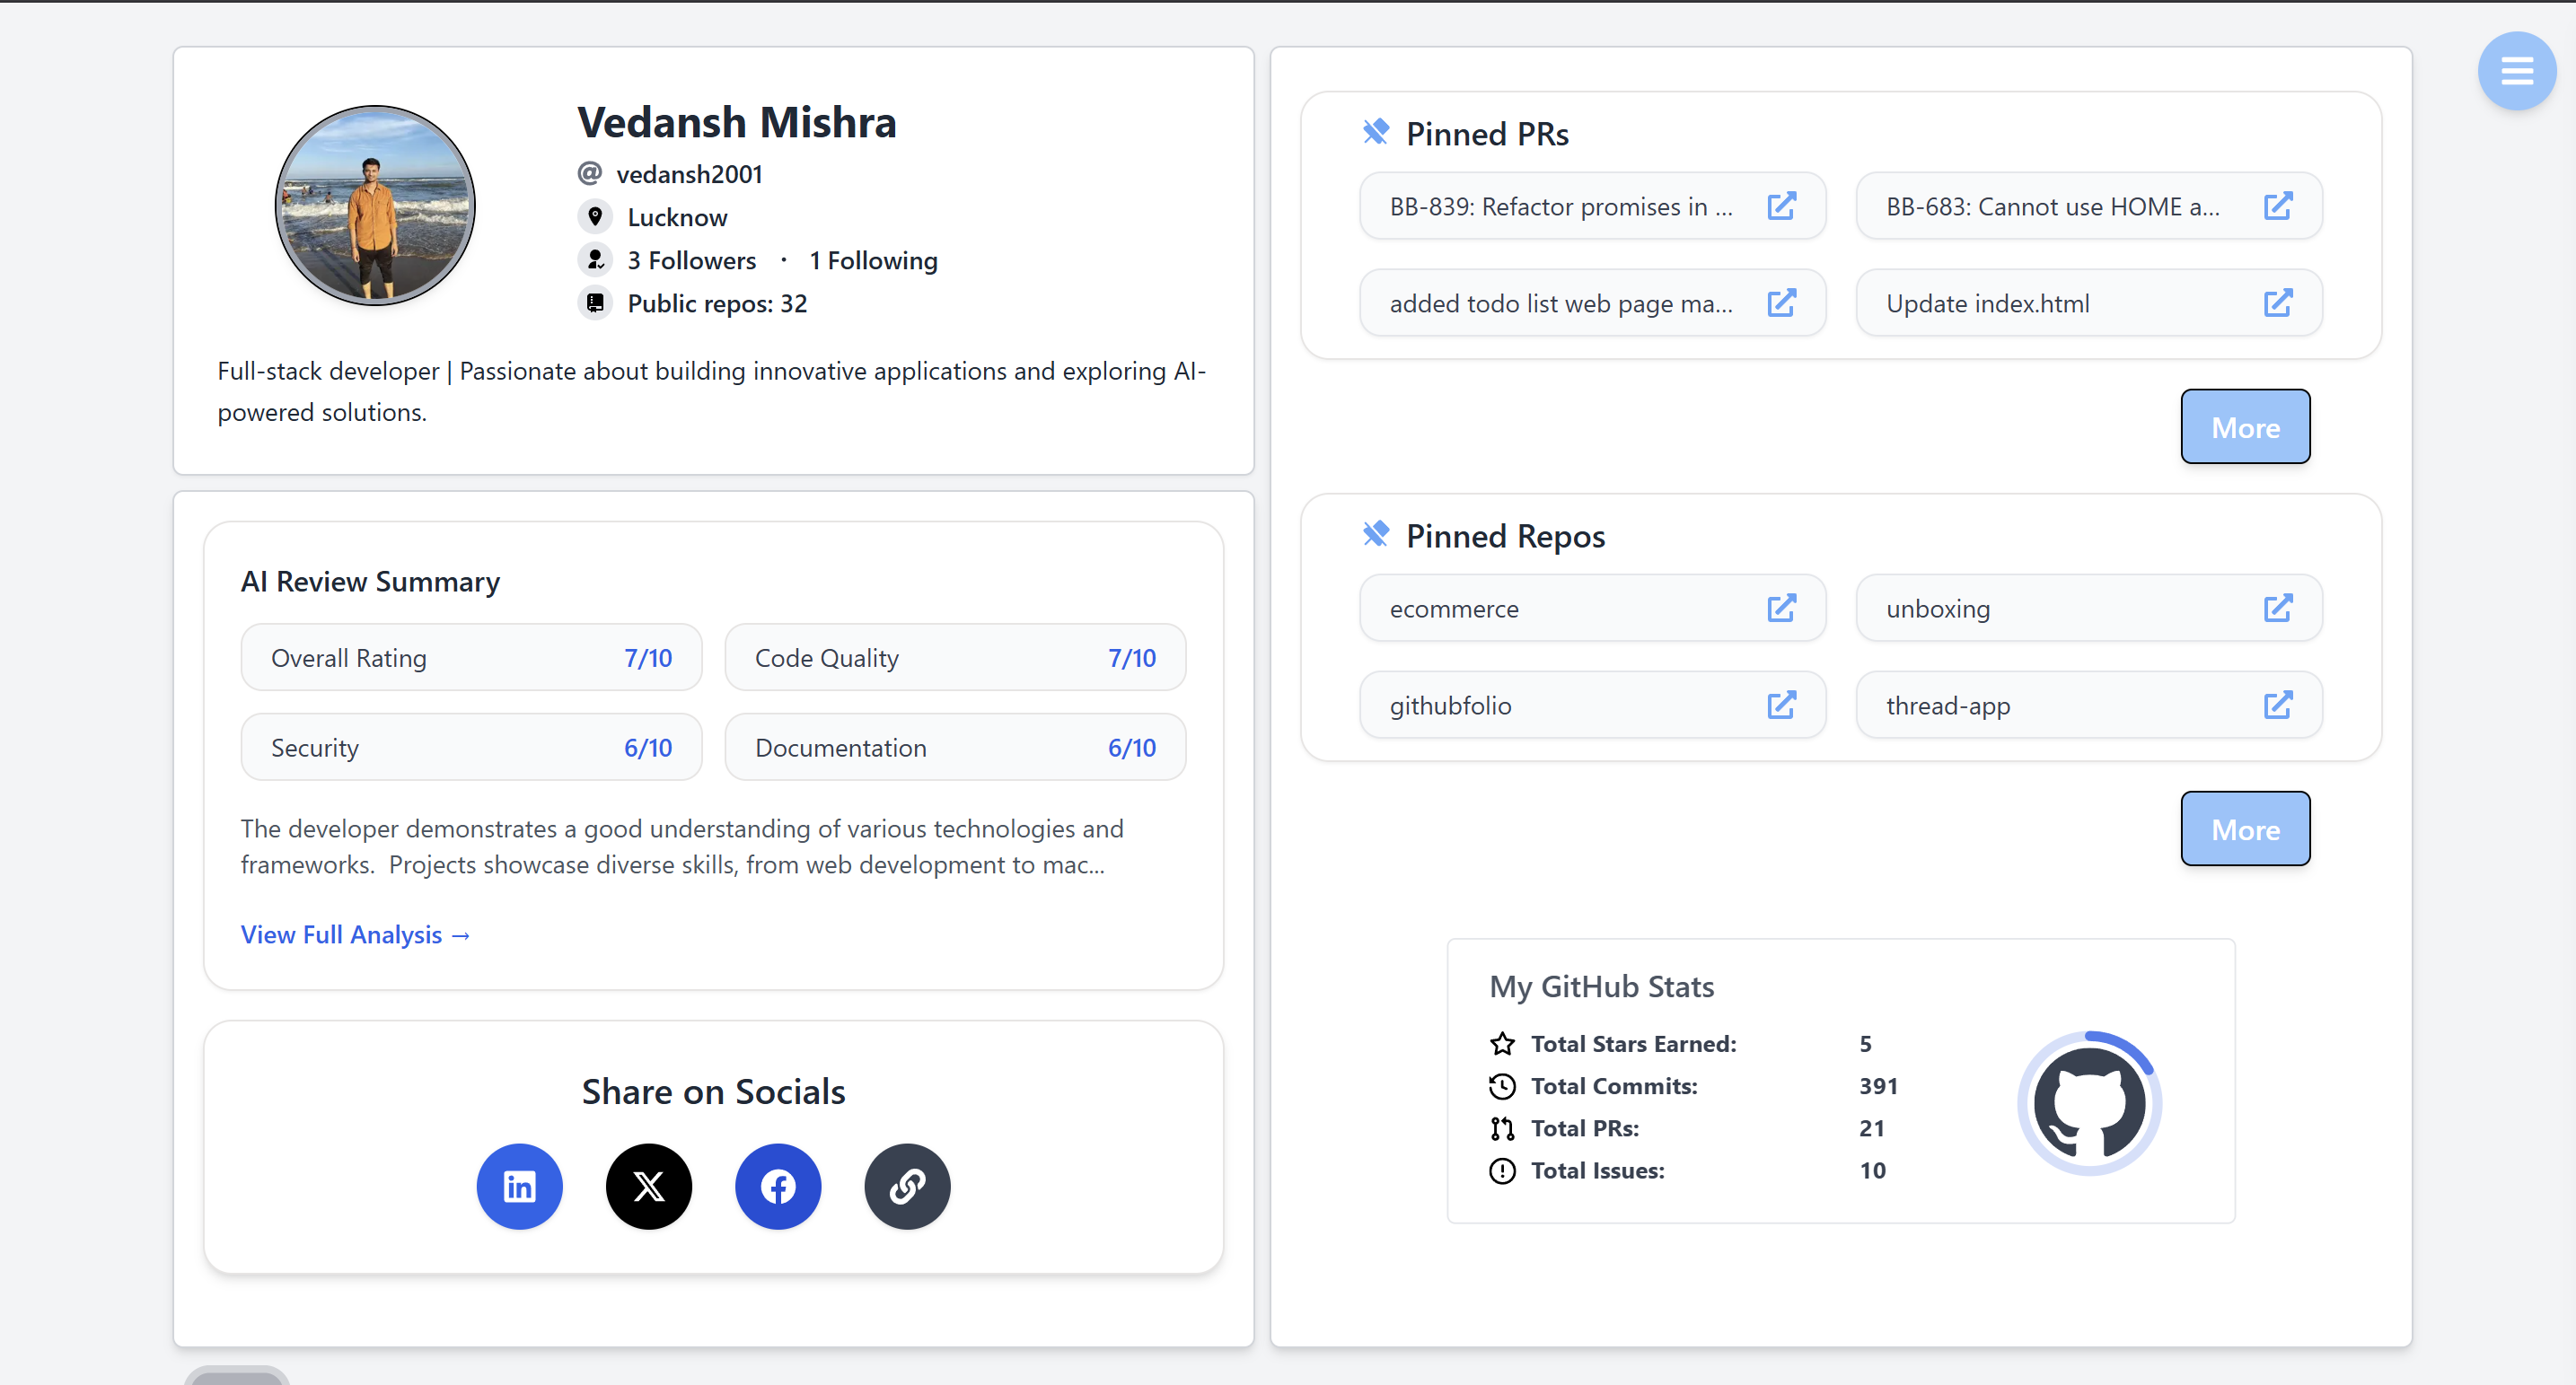 Vedansh Mishra
@ vedansh2001
Lucknow
3 Followers · 1 Following
Public repos: 32
Full-stack developer | Passionate about building innovative applications and exploring AI-
powered solutions.
AI Review Summary
Overall Rating 7/10
Code Quality 7/10
Security 6/10
Documentation 6/10
The developer demonstrates a good understanding of various technologies and
frameworks.  Projects showcase diverse skills, from web development to mac...
View Full Analysis →
Share on Socials
Pinned PRs
BB-839: Refactor promises in ...
BB-683: Cannot use HOME a...
added todo list web page ma...
Update index.html
More
Pinned Repos
ecommerce
unboxing
githubfolio
thread-app
More
My GitHub Stats
Total Stars Earned: 5
Total Commits: 391
Total PRs: 21
Total Issues: 10